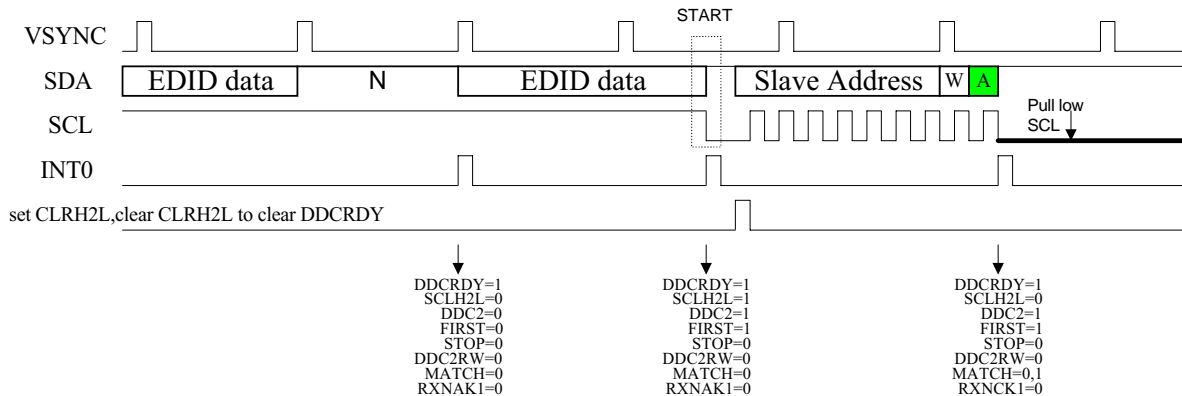 START
VSYNC
SDA EDID data N EDID data Slave Address W A
SCL
Pull low
SCL
INT0
set CLRH2L,clear CLRH2L to clear DDCRDY
DDCRDY=1 DDCRDY=1 DDCRDY=1
SCLH2L=0 SCLH2L=1 SCLH2L=0
DDC2=0 DDC2=1 DDC2=1
FIRST=0 FIRST=1 FIRST=1
STOP=0 STOP=0 STOP=0
DDC2RW=0 DDC2RW=0 DDC2RW=0
MATCH=0 MATCH=0 MATCH=0,1
RXNAK1=0 RXNAK1=0 RXNCK1=0